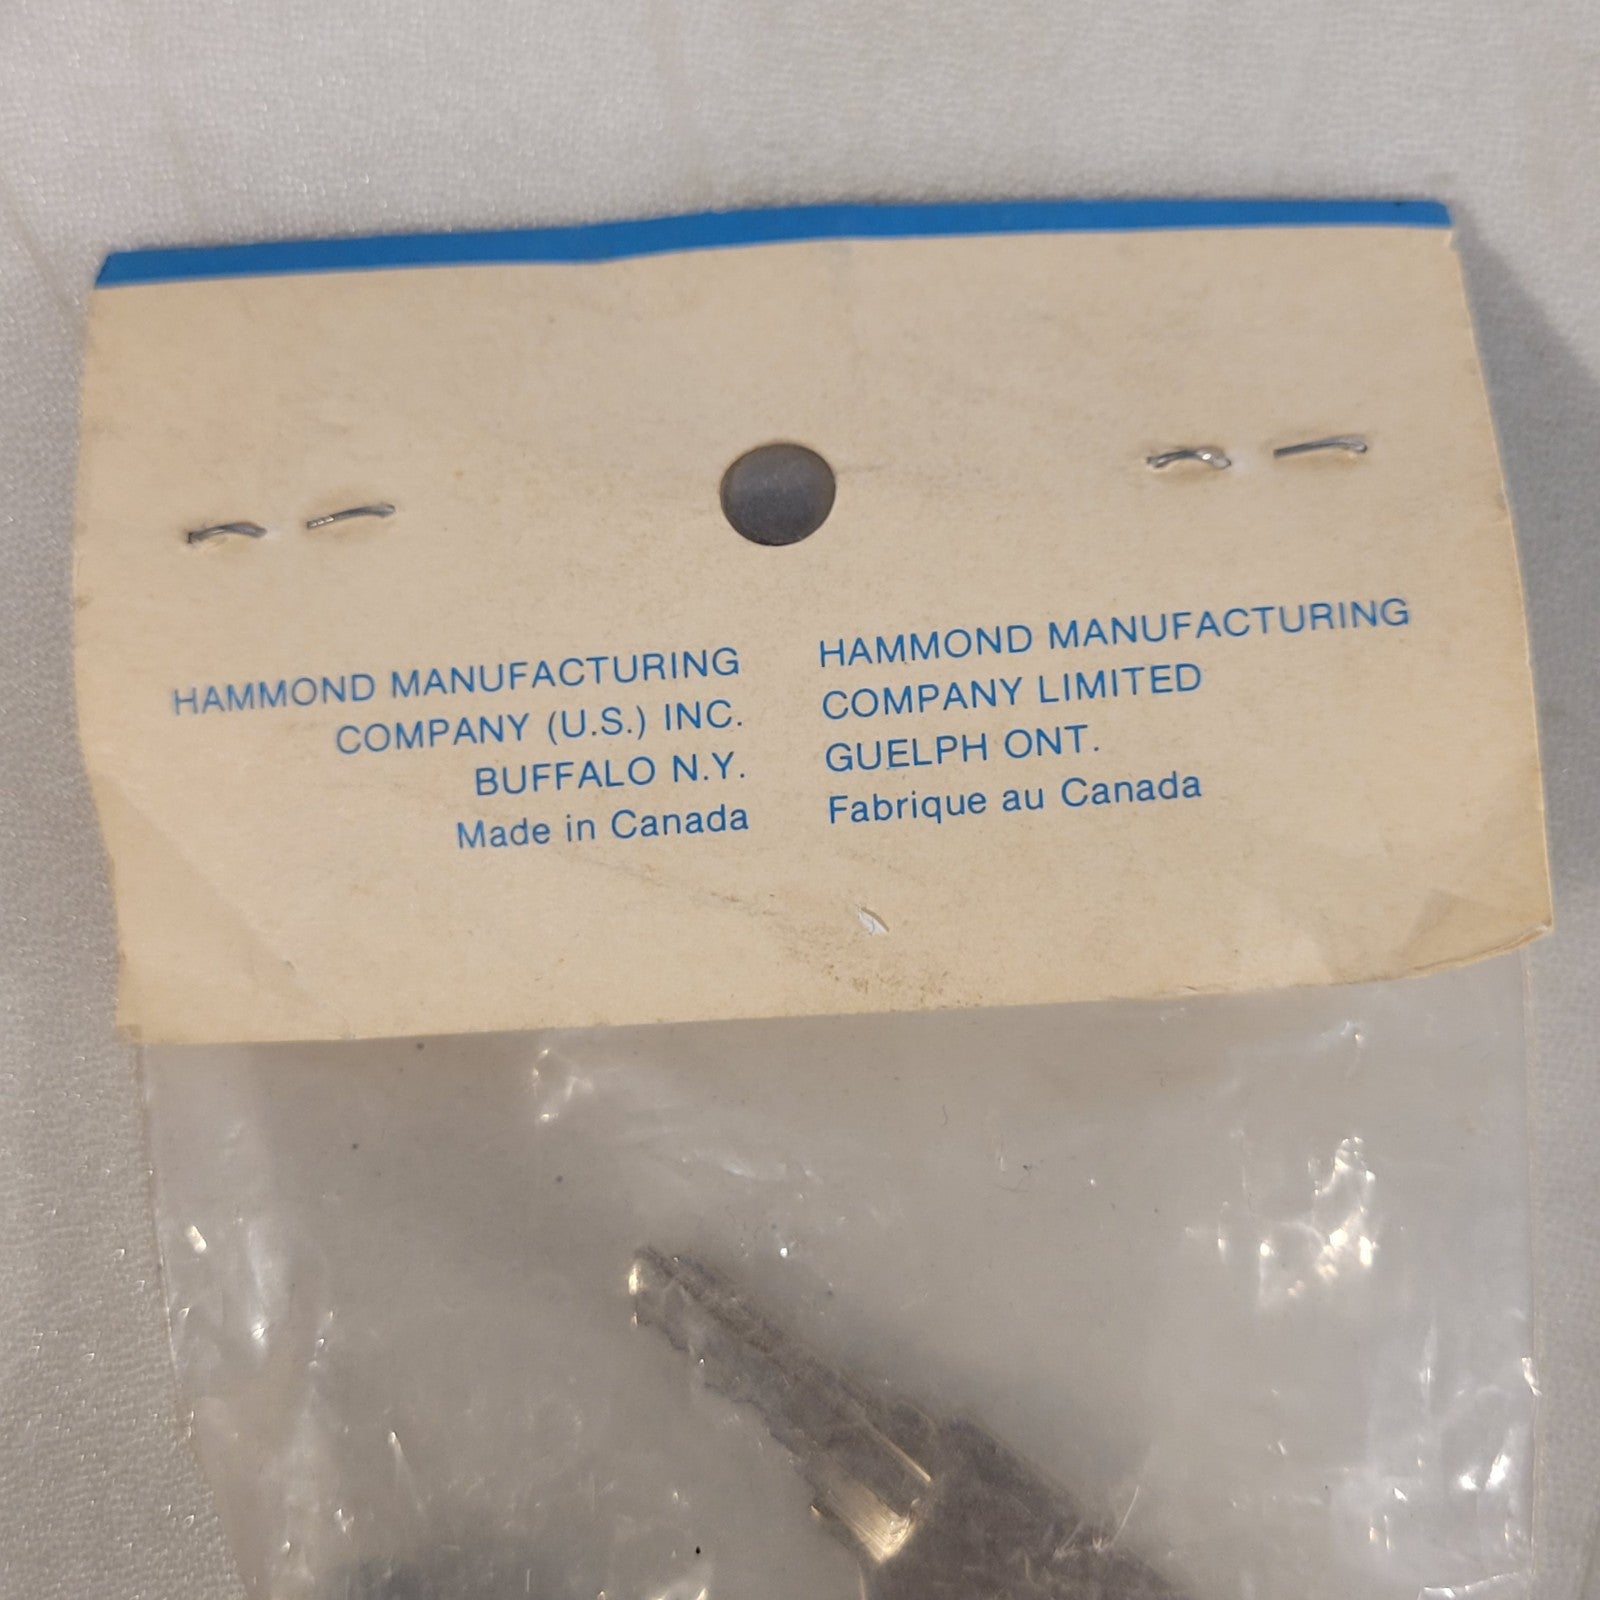 HAMMOND MANUFACTURING
COMPANY (U.S.) INC.
BUFFALO N.Y.
Made in Canada
HAMMOND MANUFACTURING
COMPANY LIMITED
GUELPH ONT.
Fabrique au Canada